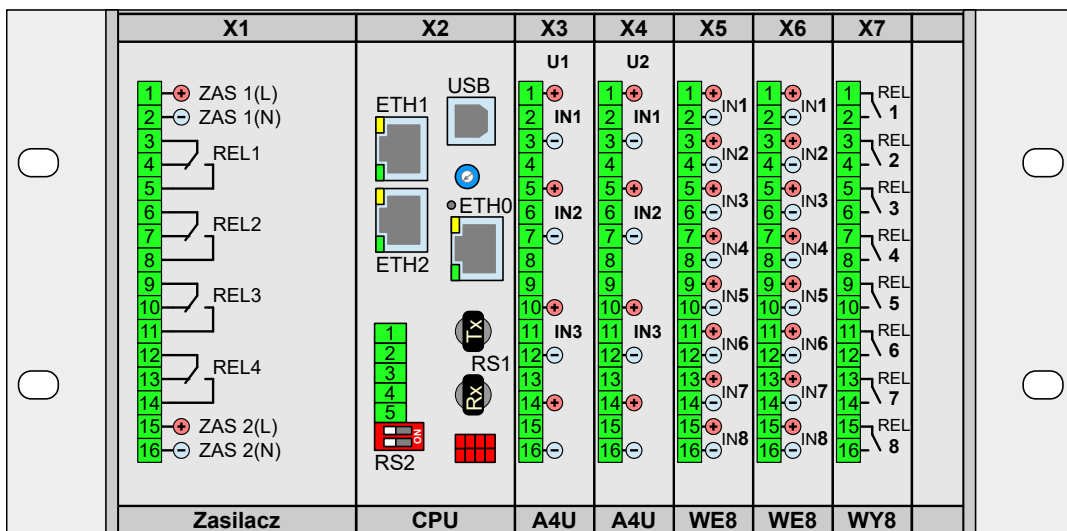 X1 X2 X3 X4 X5 X6 X7
U1 U2
1 ZAS 1(L)
2 ZAS 1(N)
3
4 REL1
5
6 REL2
7
8
9 REL3
10
11
12 REL4
13
14
15 ZAS 2(L)
16 ZAS 2(N)
USB
ETH1
ETH0
ETH2
1
2
3
4
5
ON
RS2
Tx
RS1
Rx
1
2 IN1
3
4
5
6 IN2
7
8
9
10
11 IN3
12
13
14
15
16
1
2 IN1
3
4
5
6 IN2
7
8
9
10
11 IN3
12
13
14
15
16
1 IN1
2
3 IN2
4
5 IN3
6
7 IN4
8
9 IN5
10
11 IN6
12
13 IN7
14
15 IN8
16
1 IN1
2
3 IN2
4
5 IN3
6
7 IN4
8
9 IN5
10
11 IN6
12
13 IN7
14
15 IN8
16
1 REL
2 1
3 REL
4 2
5 REL
6 3
7 REL
8 4
9 REL
10 5
11 REL
12 6
13 REL
14 7
15 REL
16 8
Zasilacz CPU A4U A4U WE8 WE8 WY8